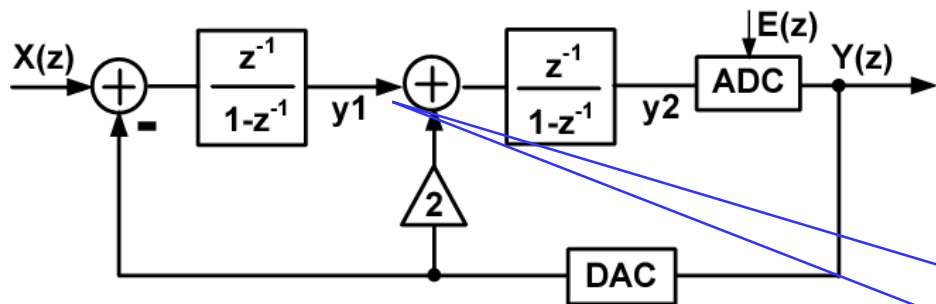 X(z)
z⁻¹
1-z⁻¹
y1
z⁻¹
1-z⁻¹
y2
E(z)
ADC
Y(z)
-
2
DAC